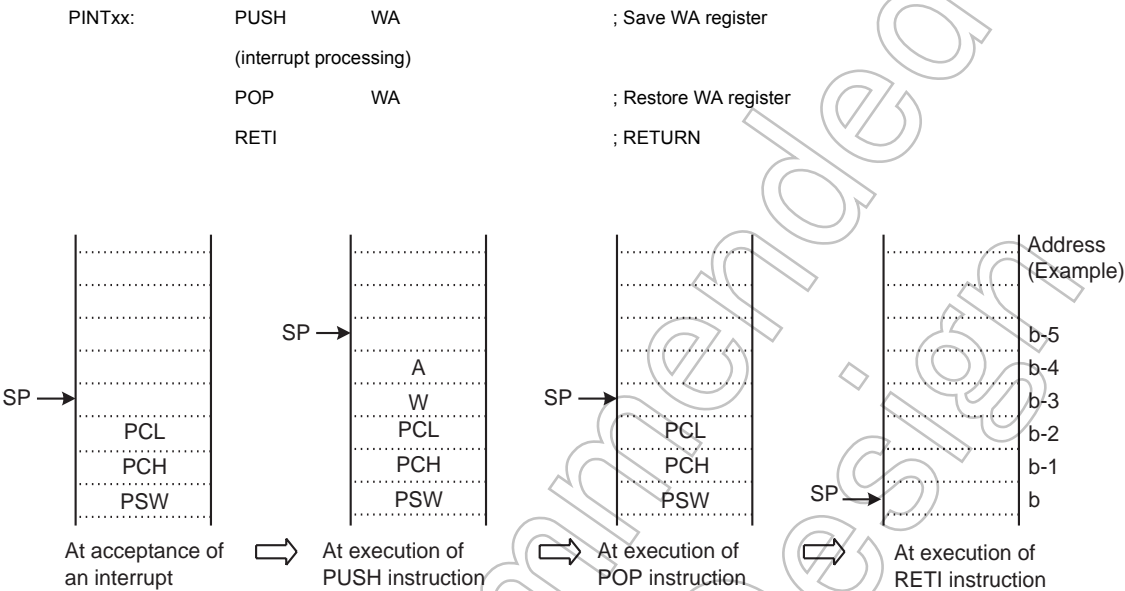 PINTxx: PUSH WA ; Save WA register
(interrupt processing)
POP WA ; Restore WA register
RETI ; RETURN
Address
(Example)
SP b-5
A b-4
SP W SP b-3
PCL PCL PCL b-2
PCH PCH PCH b-1
PSW PSW PSW SP b
At acceptance of At execution of At execution of At execution of
an interrupt PUSH instruction POP instruction RETI instruction